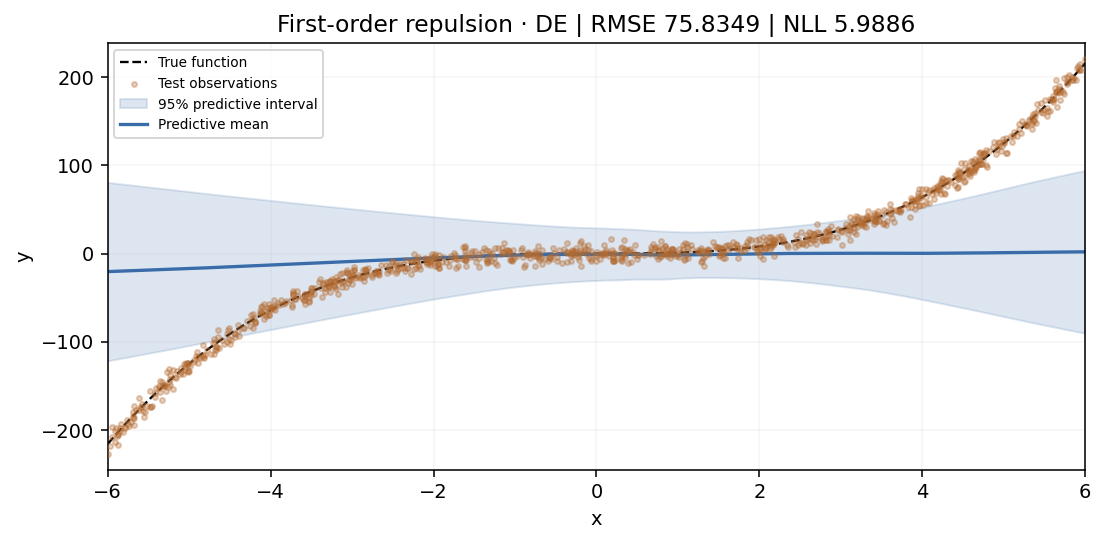 First-order repulsion · DE | RMSE 75.8349 | NLL 5.9886
True function
Test observations
95% predictive interval
Predictive mean
200
100
0
−100
−200
y
−6
−4
−2
0
2
4
6
x